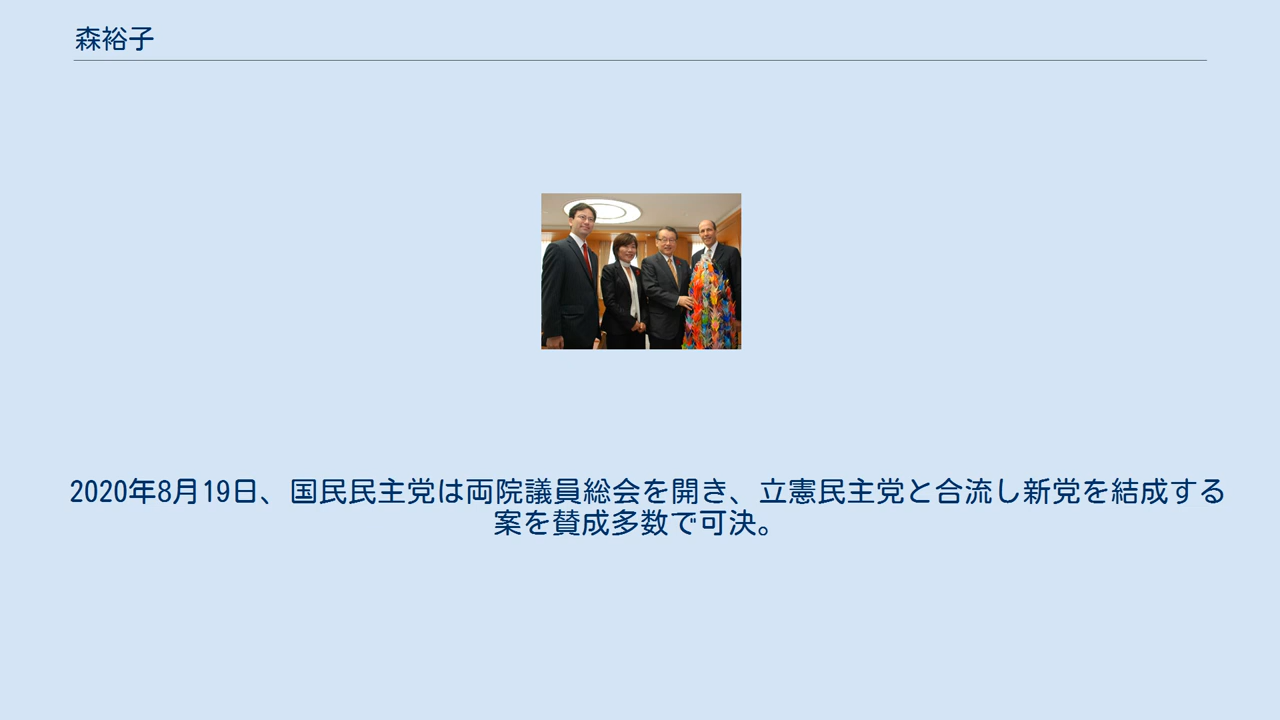 森裕子
2020年8月19日、国民民主党は両院議員総会を開き、立憲民主党と合流し新党を結成する
案を賛成多数で可決。